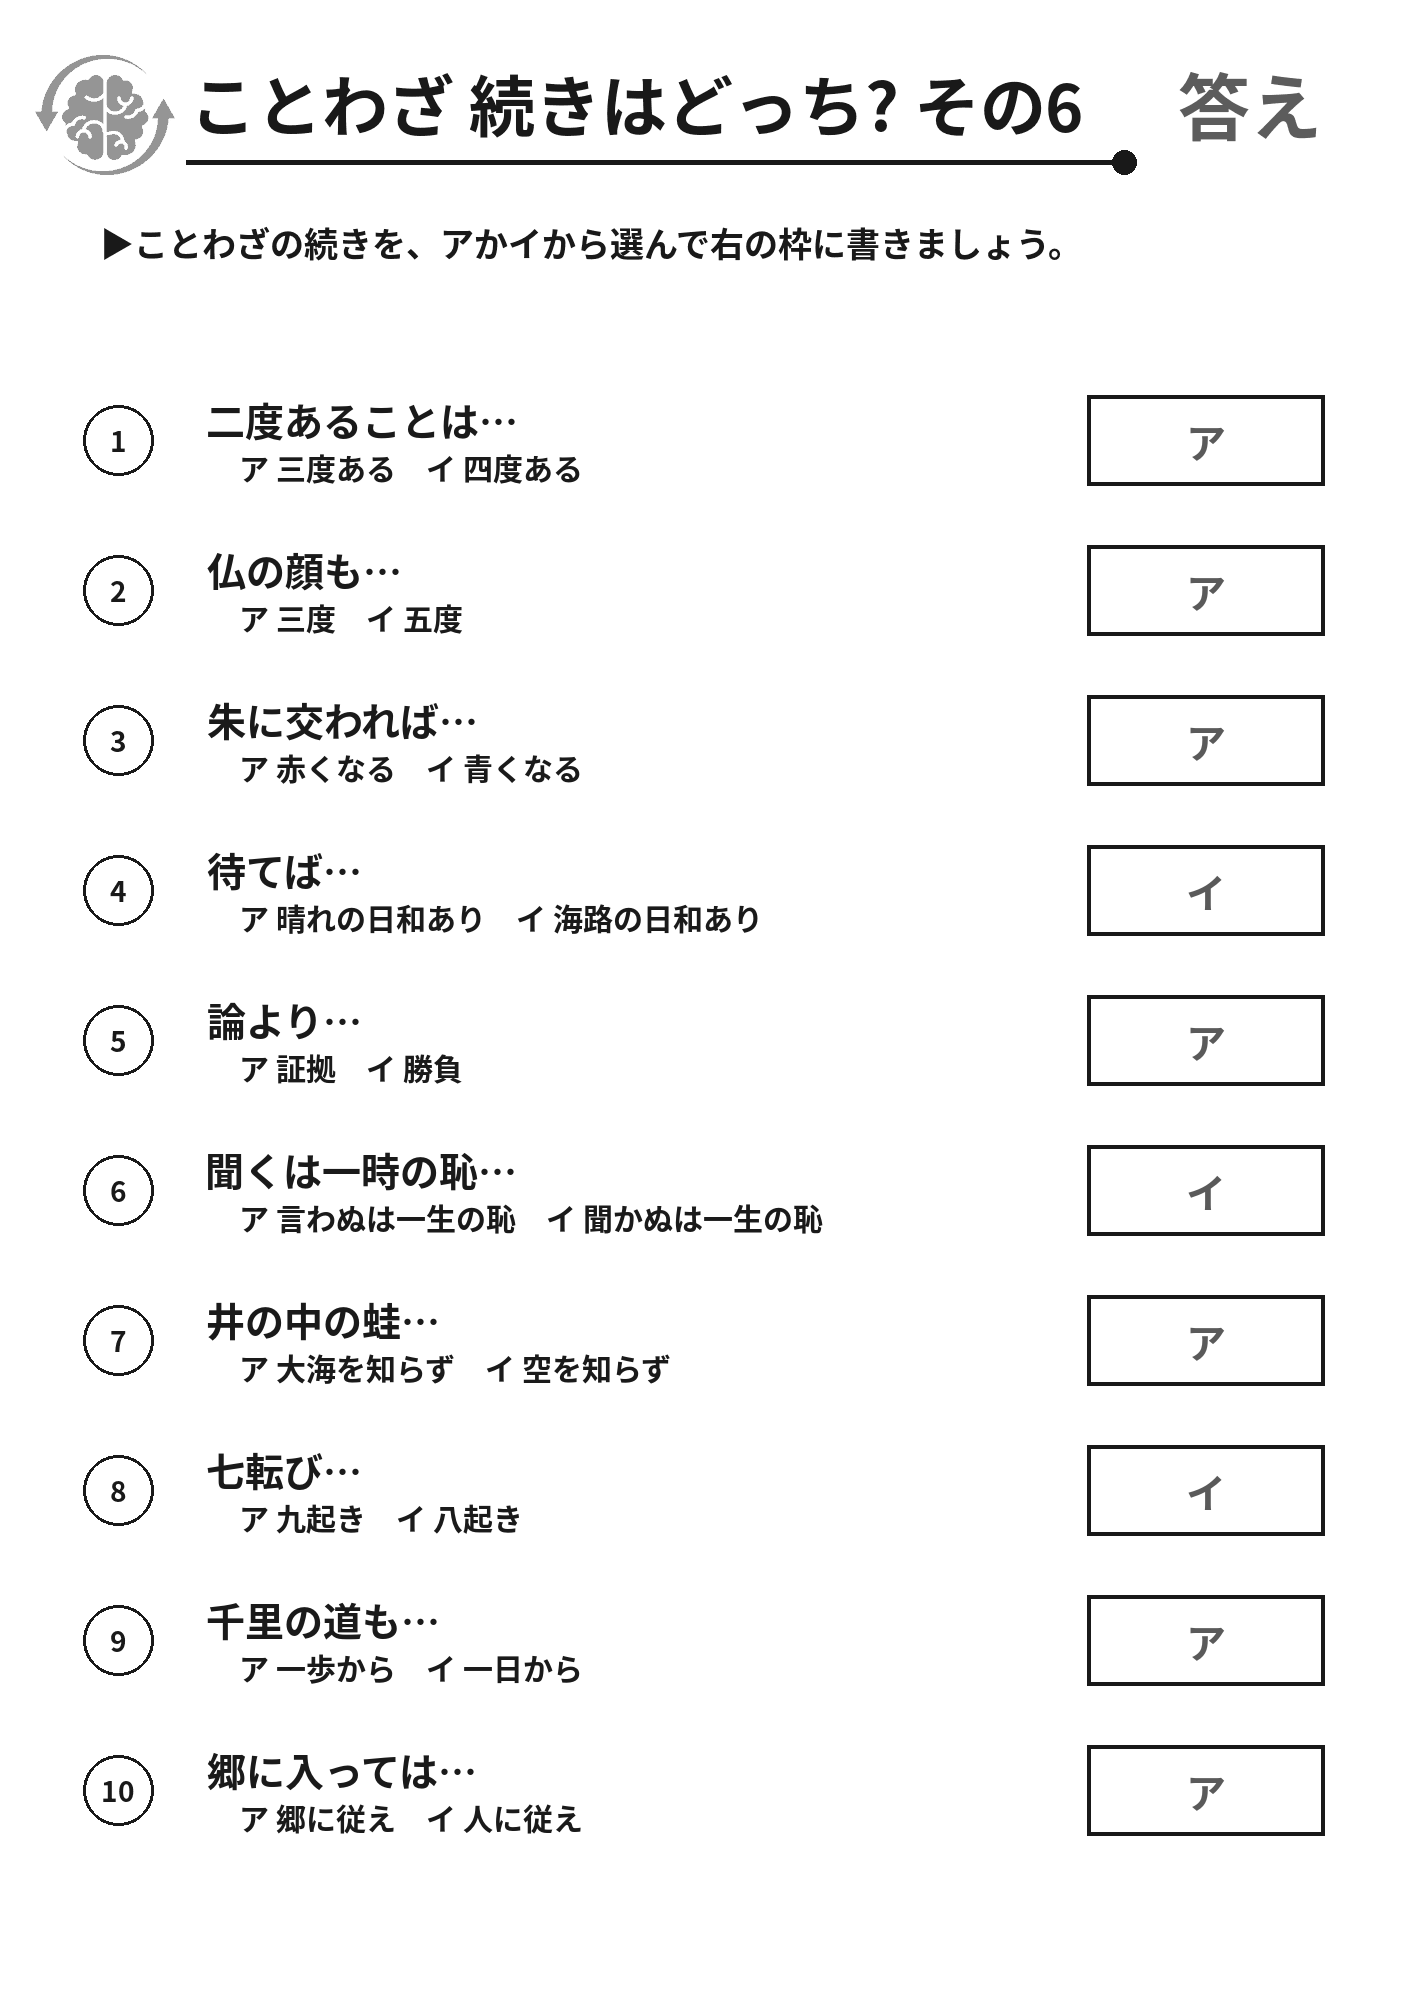 ことわざ 続きはどっち? その6 答え
▶ことわざの続きを、アかイから選んで右の枠に書きましょう。
1 二度あることは… ア
ア 三度ある イ 四度ある
2 仏の顔も… ア
ア 三度 イ 五度
3 朱に交われば… ア
ア 赤くなる イ 青くなる
4 待てば… イ
ア 晴れの日和あり イ 海路の日和あり
5 論より… ア
ア 証拠 イ 勝負
6 聞くは一時の恥… イ
ア 言わぬは一生の恥 イ 聞かぬは一生の恥
7 井の中の蛙… ア
ア 大海を知らず イ 空を知らず
8 七転び… イ
ア 九起き イ 八起き
9 千里の道も… ア
ア 一歩から イ 一日から
10 郷に入っては… ア
ア 郷に従え イ 人に従え